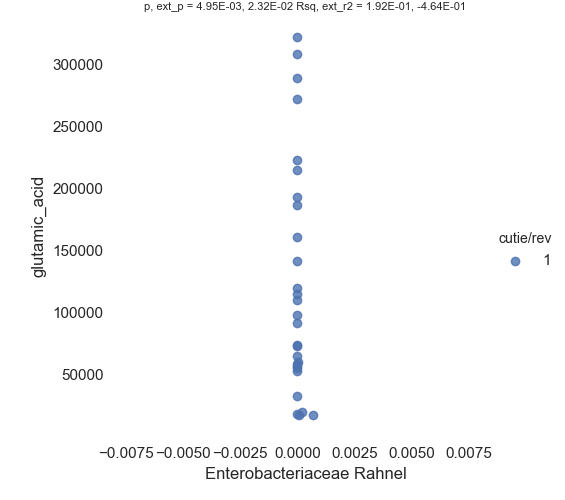 p, ext_p = 4.95E-03, 2.32E-02 Rsq, ext_r2 = 1.92E-01, -4.64E-01
300000
250000
200000
150000
100000
50000
glutamic_acid
cutie/rev
1
−0.0075 −0.0050 −0.0025 0.0000 0.0025 0.0050 0.0075
Enterobacteriaceae Rahnel